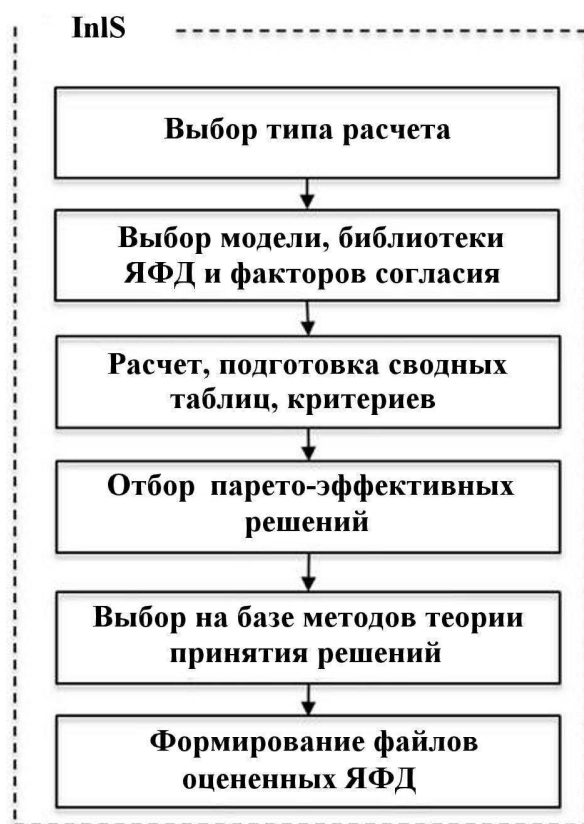 InlS
Выбор типа расчета
Выбор модели, библиотеки
ЯФД и факторов согласия
Расчет, подготовка сводных
таблиц, критериев
Отбор парето-эффективных
решений
Выбор на базе методов теории
принятия решений
Формирование файлов
оцененных ЯФД